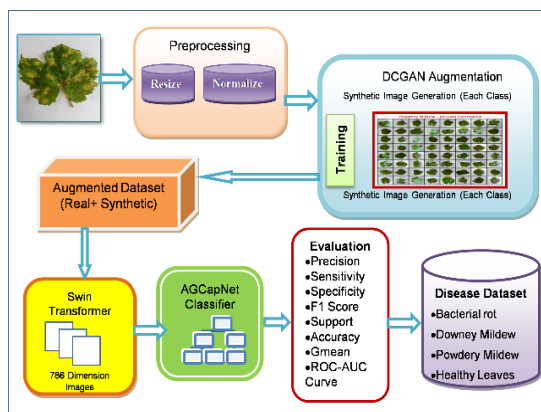 Preprocessing
Resize
Normalize
DCGAN Augmentation
Synthetic Image Generation (Each Class)
Training
Synthetic Image Generation (Each Class)
Augmented Dataset
(Real+ Synthetic)
Swin
Transformer
786 Dimension
Images
AGCapNet
Classifier
Evaluation
•Precision
•Sensitivity
•Specificity
•F1 Score
•Support
•Accuracy
•Gmean
•ROC-AUC
Curve
Disease Dataset
•Bacterial rot
•Downey Mildew
•Powdery Mildew
•Healthy Leaves